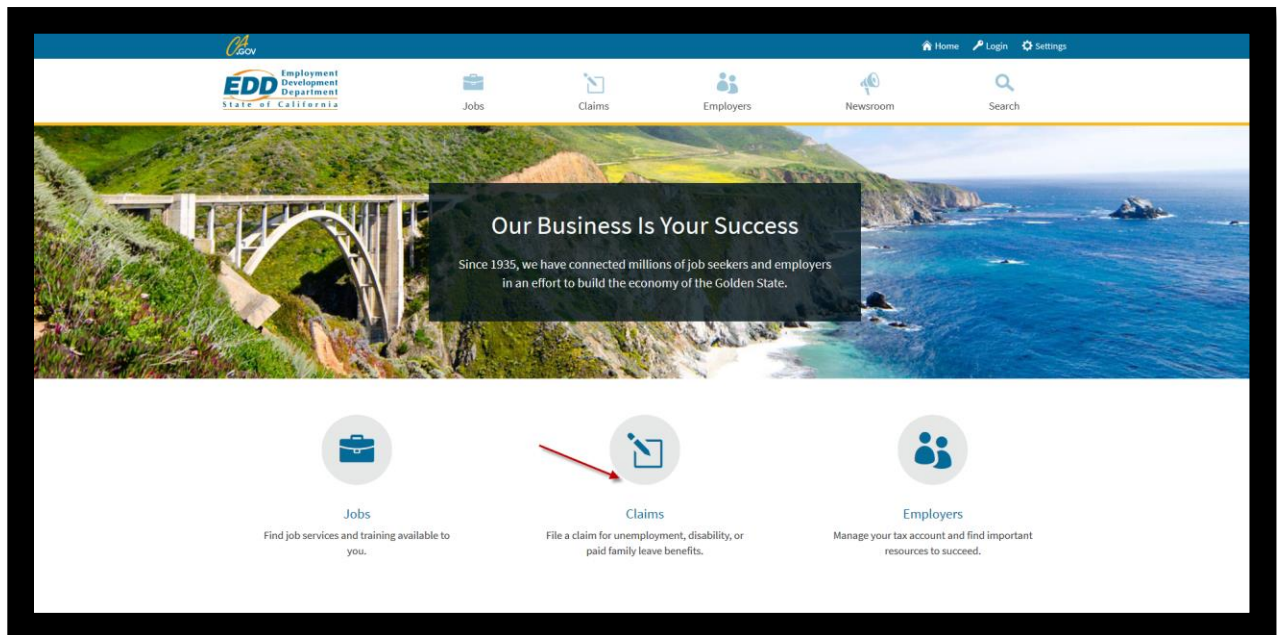 CA.GOV
Home Login Settings
EDD Employment
Development
Department
State of California
Jobs
Claims
Employers
Newsroom
Search
Our Business Is Your Success
Since 1935, we have connected millions of job seekers and employers
in an effort to build the economy of the Golden State.
Jobs
Find job services and training available to
you.
Claims
File a claim for unemployment, disability, or
paid family leave benefits.
Employers
Manage your tax account and find important
resources to succeed.